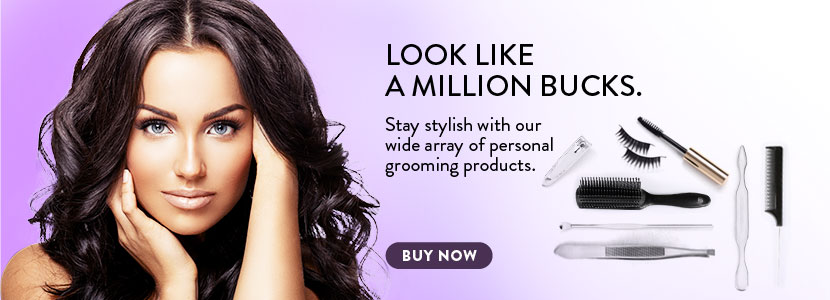 LOOK LIKE
A MILLION BUCKS.
Stay stylish with our
wide array of personal
grooming products.
BUY NOW